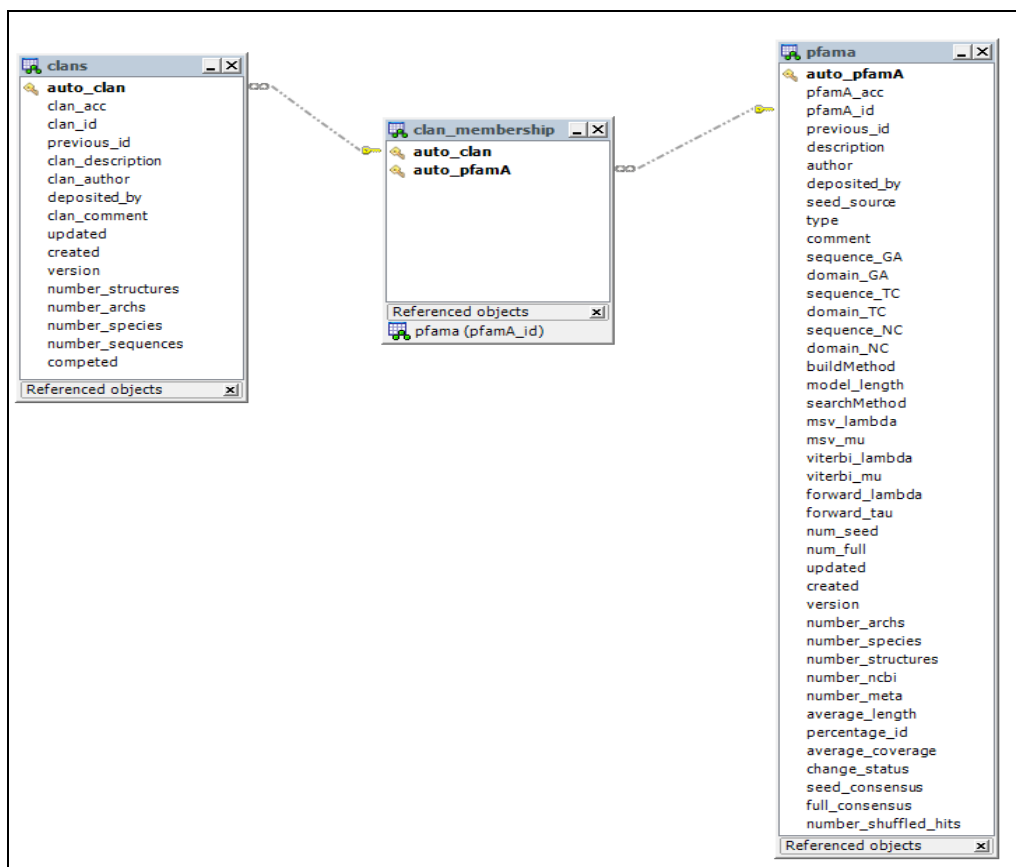 clans
auto_clan
clan_acc
clan_id
previous_id
clan_description
clan_author
deposited_by
clan_comment
updated
created
version
number_structures
number_archs
number_species
number_sequences
competed
Referenced objects
clan_membership
auto_clan
auto_pfamA
Referenced objects
pfama (pfamA_id)
pfama
auto_pfamA
pfamA_acc
pfamA_id
previous_id
description
author
deposited_by
seed_source
type
comment
sequence_GA
domain_GA
sequence_TC
domain_TC
sequence_NC
domain_NC
buildMethod
model_length
searchMethod
msv_lambda
msv_mu
viterbi_lambda
viterbi_mu
forward_lambda
forward_tau
num_seed
num_full
updated
created
version
number_archs
number_species
number_structures
number_ncbi
number_meta
average_length
percentage_id
average_coverage
change_status
seed_consensus
full_consensus
number_shuffled_hits
Referenced objects